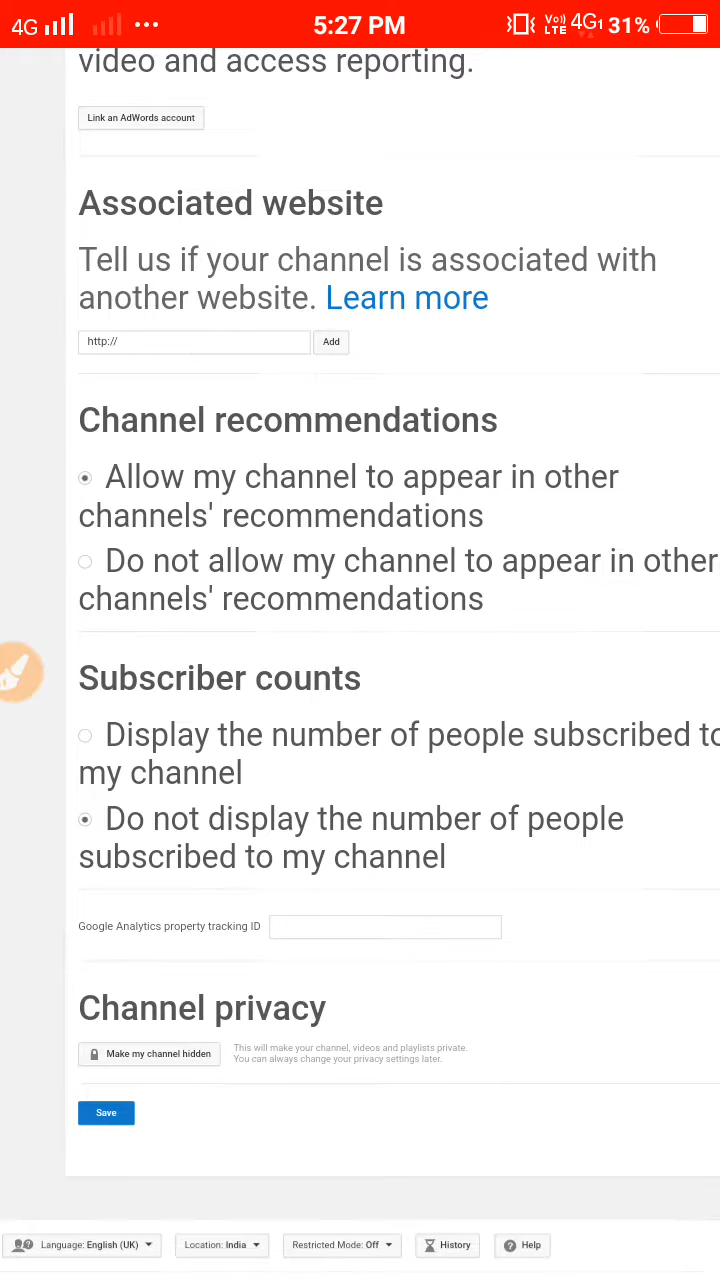 4G 5:27 PM Vo)) LTE 4G1 31%
video and access reporting.
Link an AdWords account
Associated website
Tell us if your channel is associated with
another website. Learn more
http:// Add
Channel recommendations
Allow my channel to appear in other
channels' recommendations
Do not allow my channel to appear in other
channels' recommendations
Subscriber counts
Display the number of people subscribed to
my channel
Do not display the number of people
subscribed to my channel
Google Analytics property tracking ID
Channel privacy
Make my channel hidden
This will make your channel, videos and playlists private.
You can always change your privacy settings later.
Save
Language: English (UK) Location: India Restricted Mode: Off History Help